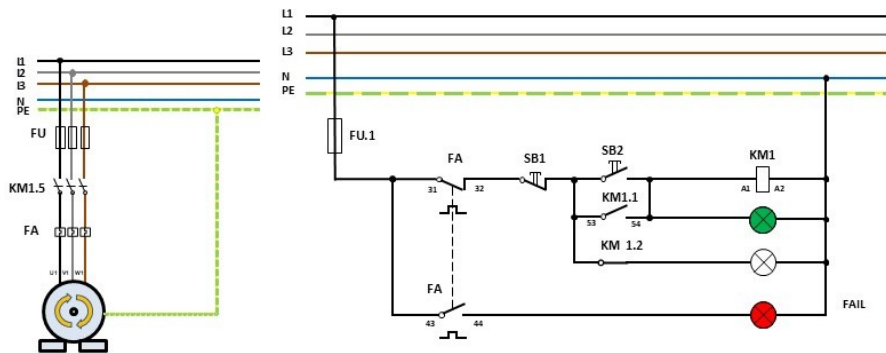 L1
L2
L3
N
PE
FU
KM1.5
FA
U1 V1 W1
L1
L2
L3
N
PE
FU.1
FA
31 32
SB1
SB2
KM1
A1 A2
KM1.1
53 54
KM 1.2
FA
43 44
FAIL